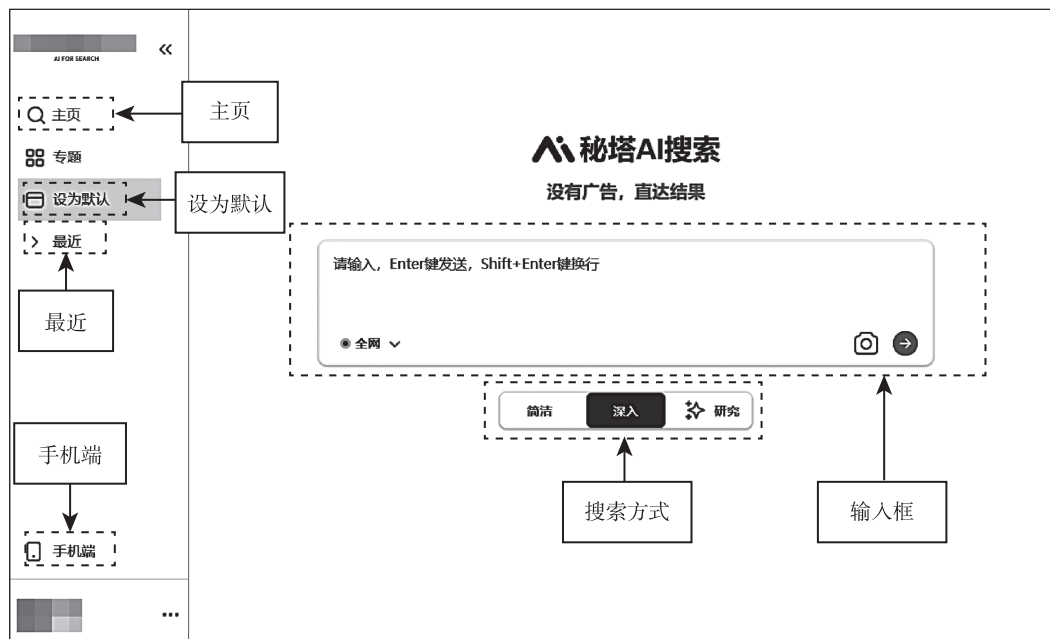 AI FOR SEARCH
«
主页
主页
专题
设为默认
设为默认
最近
最近
手机端
手机端
秘塔AI搜索
没有广告，直达结果
请输入，Enter键发送，Shift+Enter键换行
全网
简洁
深入
研究
搜索方式
输入框